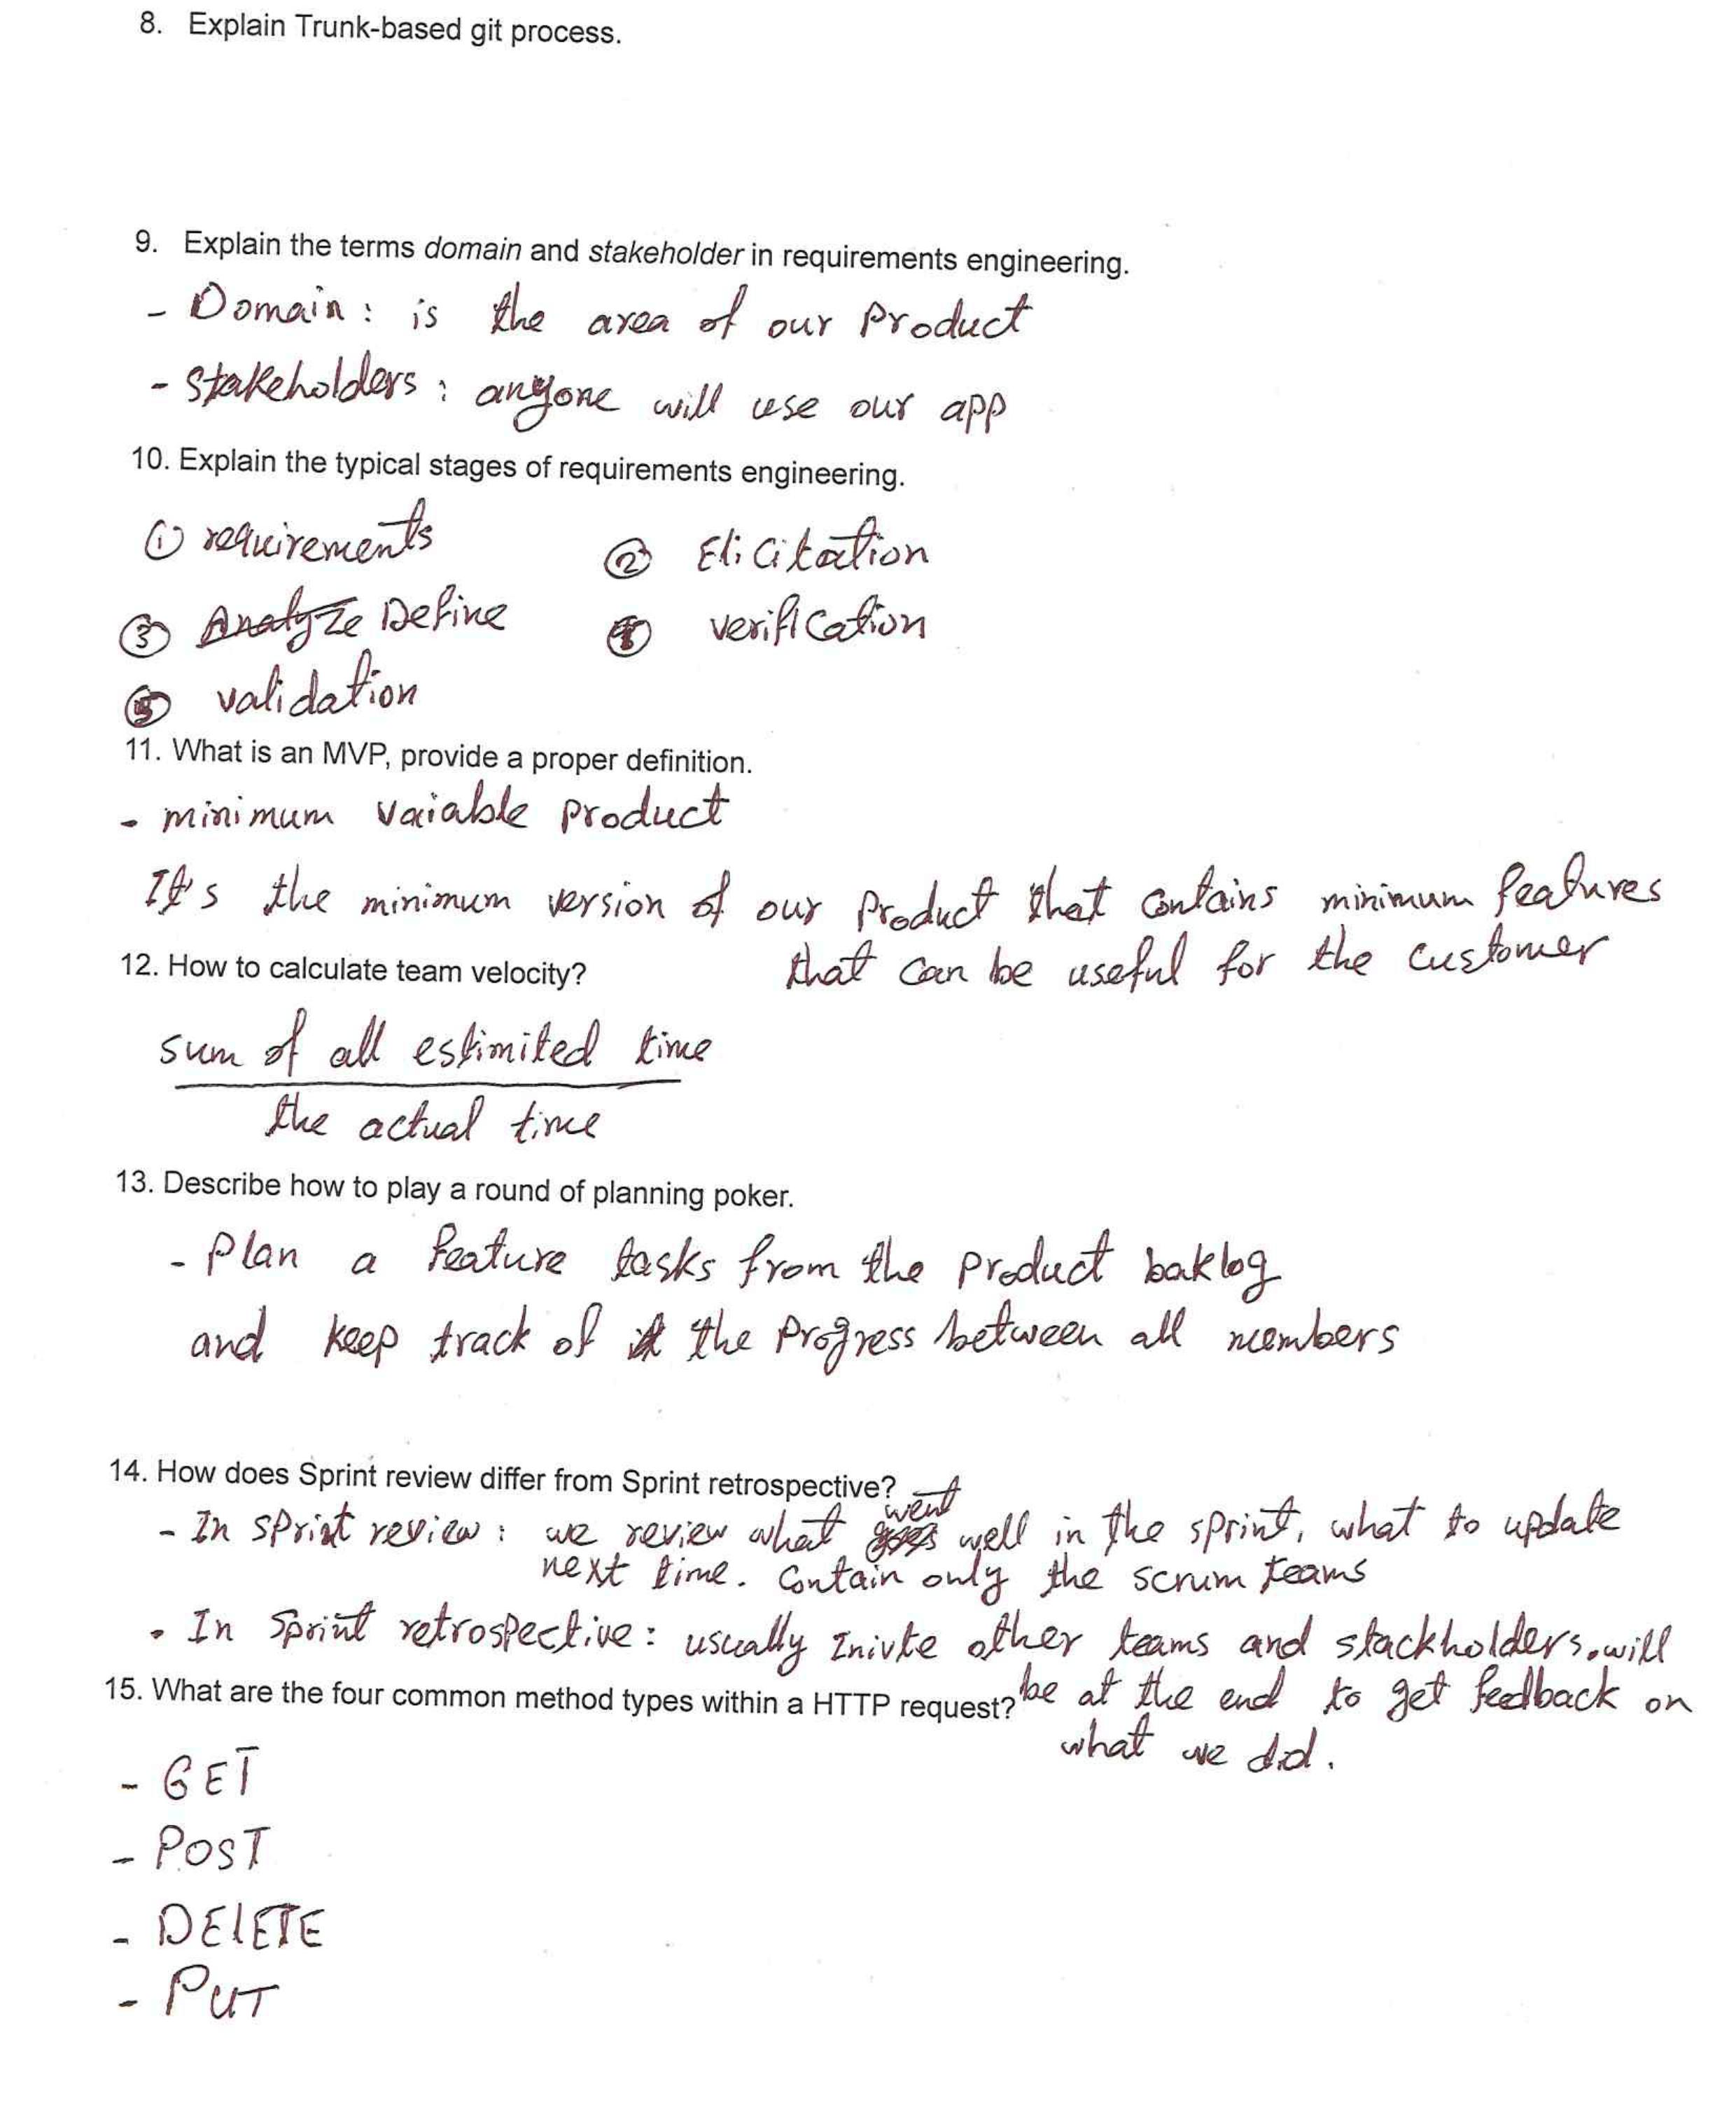 8. Explain Trunk-based git process.
9. Explain the terms domain and stakeholder in requirements engineering.
- Domain : is the area of our Product
- Stakeholders : anyone will use our app
10. Explain the typical stages of requirements engineering.
① requirements ② Elicitation
③ Analyze Define ④ verification
⑤ validation
11. What is an MVP, provide a proper definition.
- minimum vaiable product
It's the minimum version of our Product that contains minimum features
that can be useful for the customer
12. How to calculate team velocity?
sum of all estimited time
the actual time
13. Describe how to play a round of planning poker.
- Plan a feature tasks from the product baklog
and keep track of the Progress between all members
14. How does Sprint review differ from Sprint retrospective?
- In sprint review : we review what went well in the sprint, what to update
next time. Contain only the scrum teams
• In Sprint retrospective : usually Inivte other teams and stackholders. will
be at the end to get feedback on
what we did.
15. What are the four common method types within a HTTP request?
- GET
- POST
- DELETE
- PUT